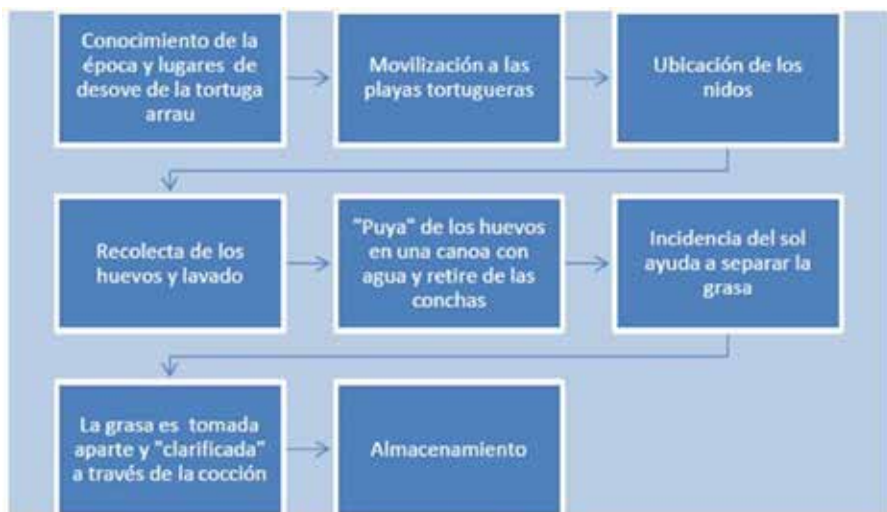 Conocimiento de la
época y lugares de
desove de la tortuga
arrau
Movilización a las
playas tortugueras
Ubicación de los
nidos
Recolecta de los
huevos y lavado
"Puya" de los huevos
en una canoa con
agua y retire de las
conchas
Incidencia del sol
ayuda a separar la
grasa
La grasa es tomada
aparte y "clarificada"
a través de la cocción
Almacenamiento